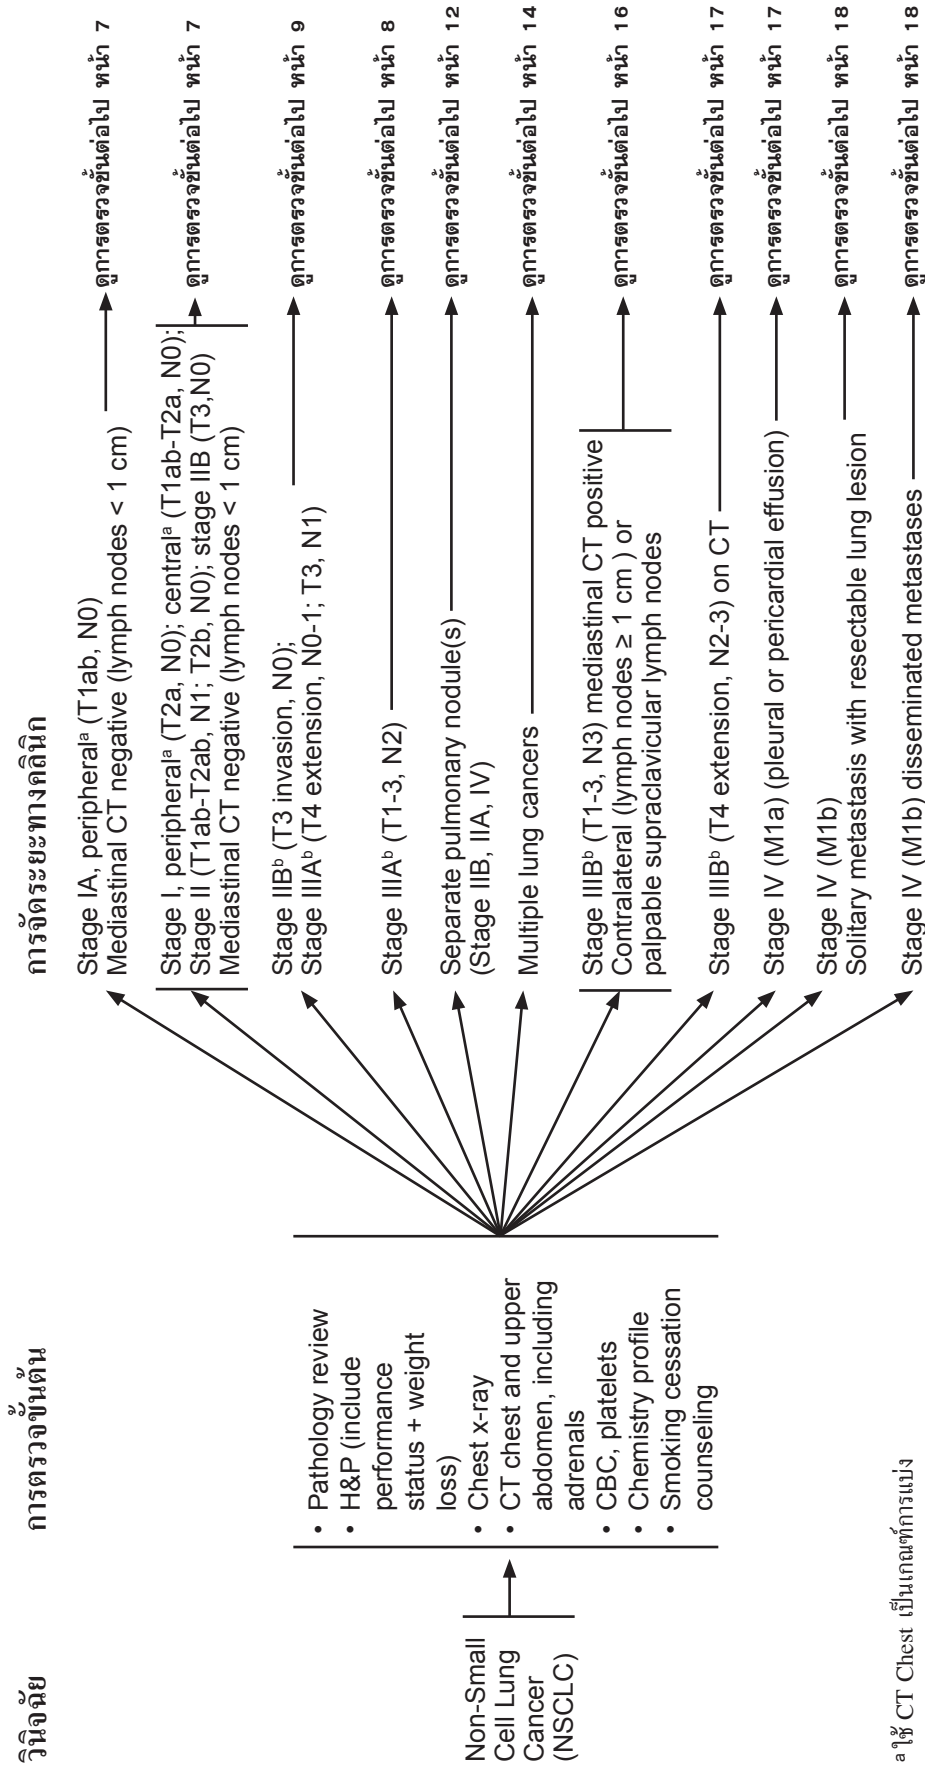 วินิจฉัย
การตรวจขั้นต้น
การจัดระยะทางคลินิก
Non-Small
Cell Lung
Cancer
(NSCLC)
• Pathology review
• H&P (include
performance
status + weight
loss)
• Chest x-ray
• CT chest and upper
abdomen, including
adrenals
• CBC, platelets
• Chemistry profile
• Smoking cessation
counseling
Stage IA, peripheralᵃ (T1ab, N0)
Mediastinal CT negative (lymph nodes < 1 cm)
ดูการตรวจขั้นต่อไป หน้า 7
Stage I, peripheralᵃ (T2a, N0); centralᵃ (T1ab-T2a, N0);
Stage II (T1ab-T2ab, N1; T2b, N0); stage IIB (T3,N0)
Mediastinal CT negative (lymph nodes < 1 cm)
ดูการตรวจขั้นต่อไป หน้า 7
Stage IIBᵇ (T3 invasion, N0);
Stage IIIAᵇ (T4 extension, N0-1; T3, N1)
ดูการตรวจขั้นต่อไป หน้า 9
Stage IIIAᵇ (T1-3, N2)
ดูการตรวจขั้นต่อไป หน้า 8
Separate pulmonary nodule(s)
(Stage IIB, IIA, IV)
ดูการตรวจขั้นต่อไป หน้า 12
Multiple lung cancers
ดูการตรวจขั้นต่อไป หน้า 14
Stage IIIBᵇ (T1-3, N3) mediastinal CT positive
Contralateral (lymph nodes ≥ 1 cm ) or
palpable supraclavicular lymph nodes
ดูการตรวจขั้นต่อไป หน้า 16
Stage IIIBᵇ (T4 extension, N2-3) on CT
ดูการตรวจขั้นต่อไป หน้า 17
Stage IV (M1a) (pleural or pericardial effusion)
ดูการตรวจขั้นต่อไป หน้า 17
Stage IV (M1b)
Solitary metastasis with resectable lung lesion
ดูการตรวจขั้นต่อไป หน้า 18
Stage IV (M1b) disseminated metastases
ดูการตรวจขั้นต่อไป หน้า 18
ᵃ ใช้ CT Chest เป็นเกณฑ์การแบ่ง